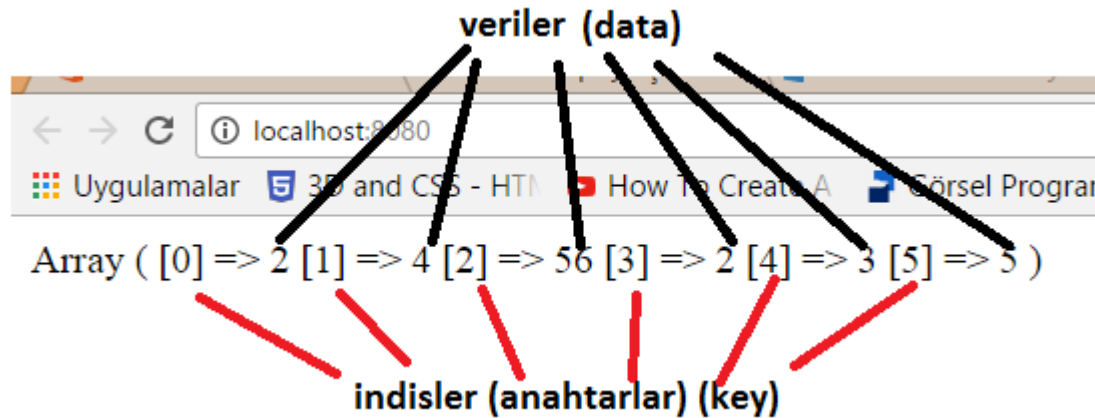 veriler (data)
localhost:8080
Uygulamalar 3D and CSS - HTM How To Create A Görsel Program
Array ( [0] => 2 [1] => 4 [2] => 56 [3] => 2 [4] => 3 [5] => 5 )
indisler (anahtarlar) (key)